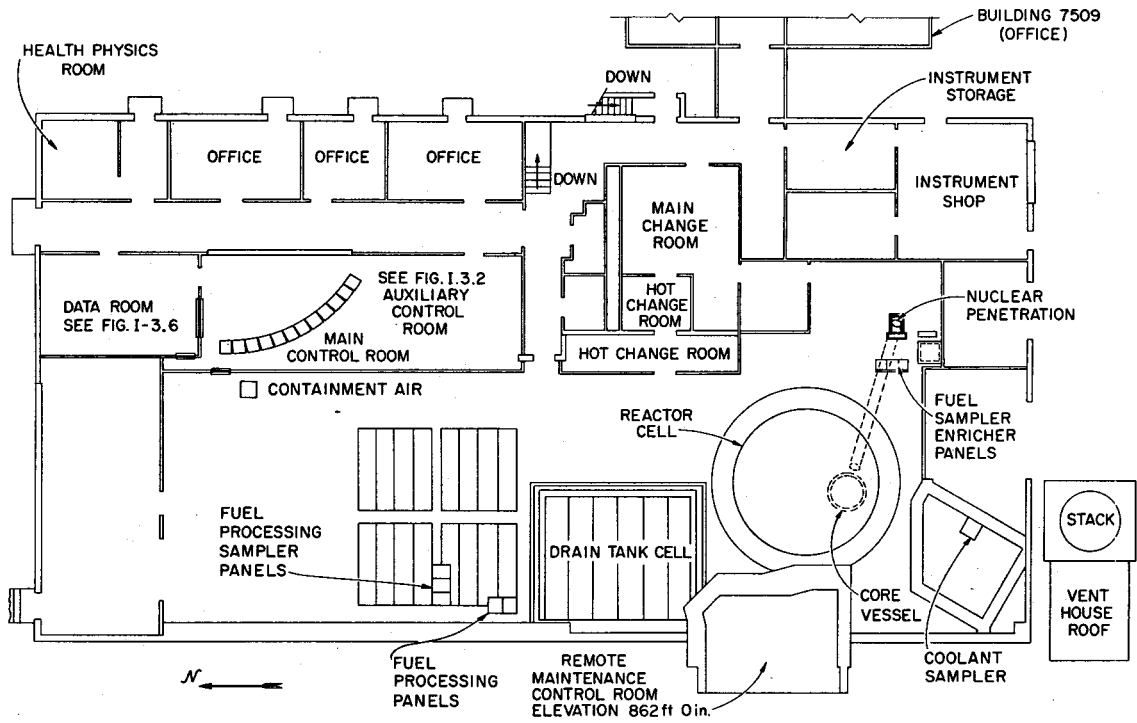 BUILDING 7509
(OFFICE)
HEALTH PHYSICS
ROOM
DOWN
INSTRUMENT
STORAGE
OFFICE
OFFICE
OFFICE
DOWN
INSTRUMENT
SHOP
MAIN
CHANGE
ROOM
SEE FIG. I.3.2
AUXILIARY
CONTROL
ROOM
DATA ROOM
SEE FIG. I-3.6
HOT
CHANGE
ROOM
NUCLEAR
PENETRATION
MAIN
CONTROL ROOM
HOT CHANGE ROOM
CONTAINMENT AIR
REACTOR
CELL
FUEL
SAMPLER
ENRICHER
PANELS
FUEL
PROCESSING
SAMPLER
PANELS
DRAIN TANK CELL
STACK
CORE
VESSEL
VENT
HOUSE
ROOF
COOLANT
SAMPLER
N
FUEL
PROCESSING
PANELS
REMOTE
MAINTENANCE
CONTROL ROOM
ELEVATION 862 ft 0 in.